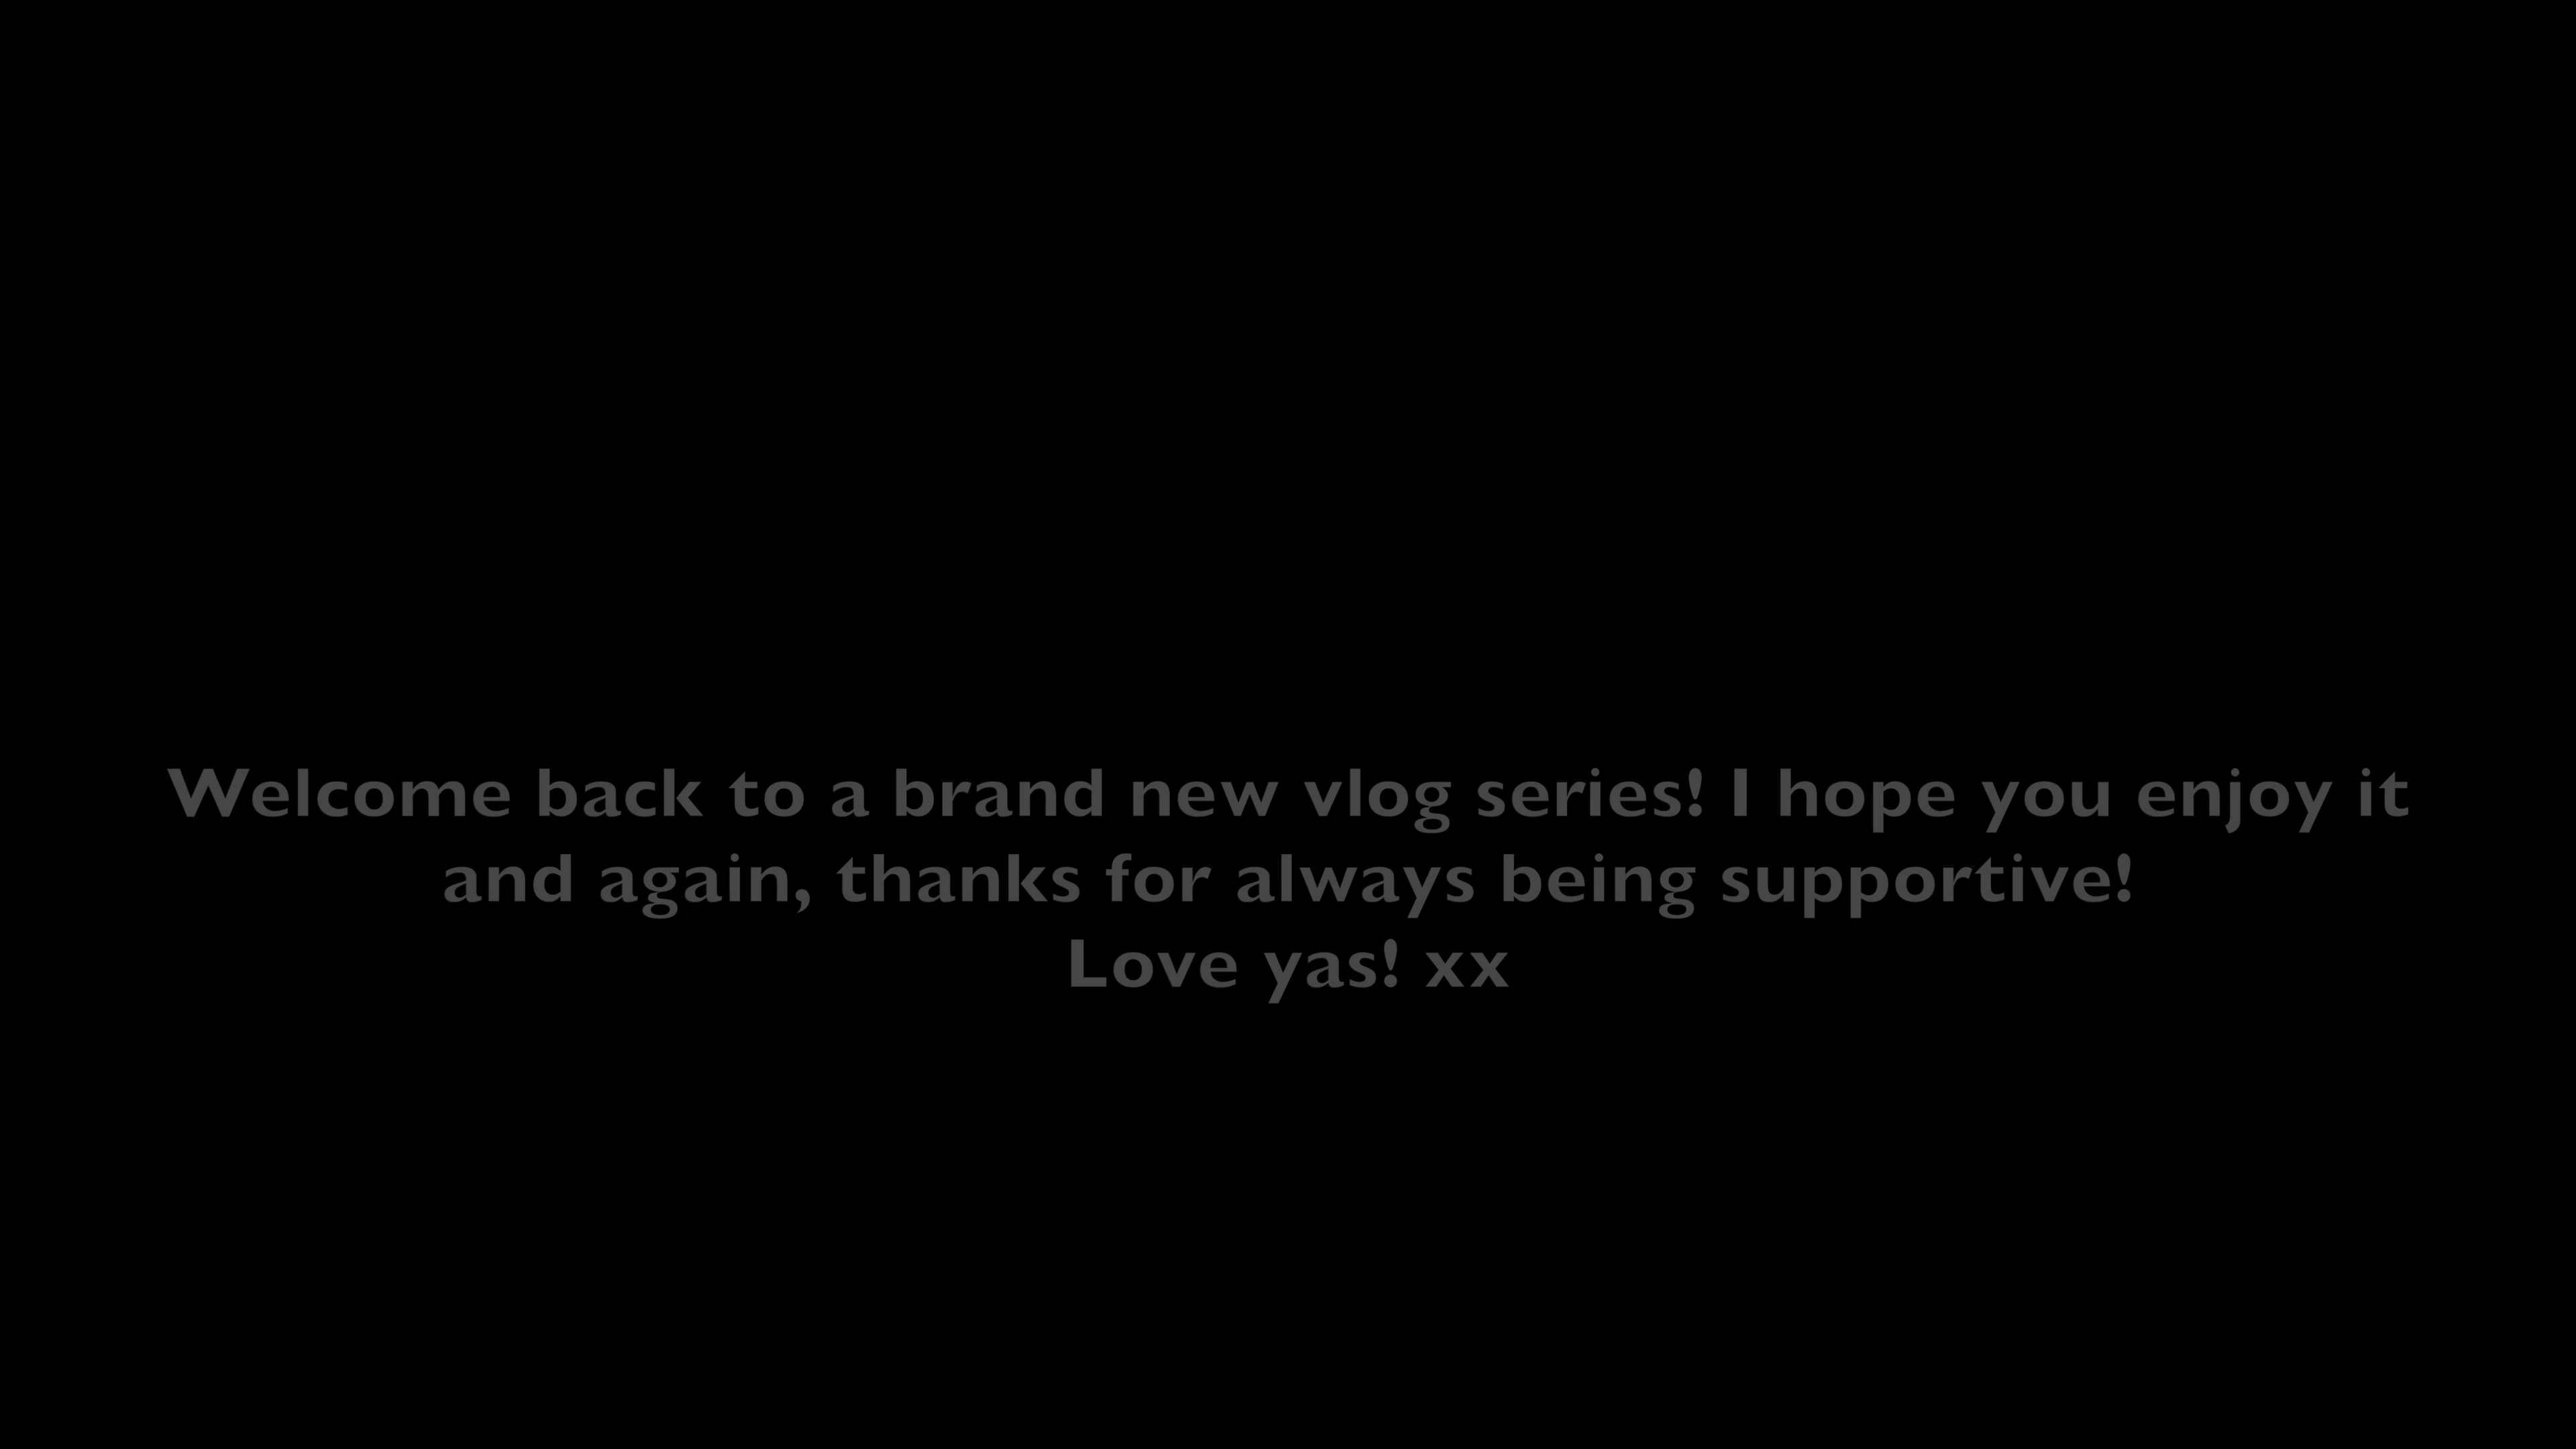 Welcome back to a brand new vlog series! I hope you enjoy it
and again, thanks for always being supportive!
Love yas! xx